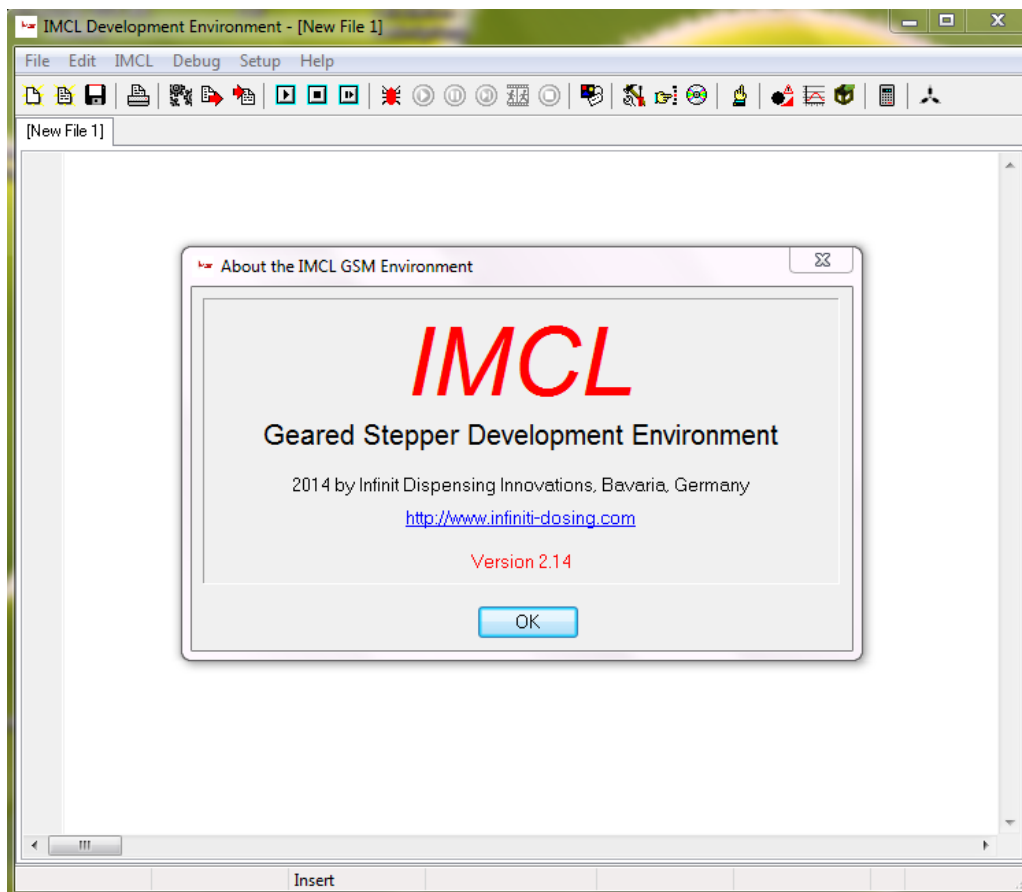 IMCL Development Environment - [New File 1]
File Edit IMCL Debug Setup Help
[New File 1]
About the IMCL GSM Environment
IMCL
Geared Stepper Development Environment
2014 by Infinit Dispensing Innovations, Bavaria, Germany
http://www.infiniti-dosing.com
Version 2.14
OK
Insert